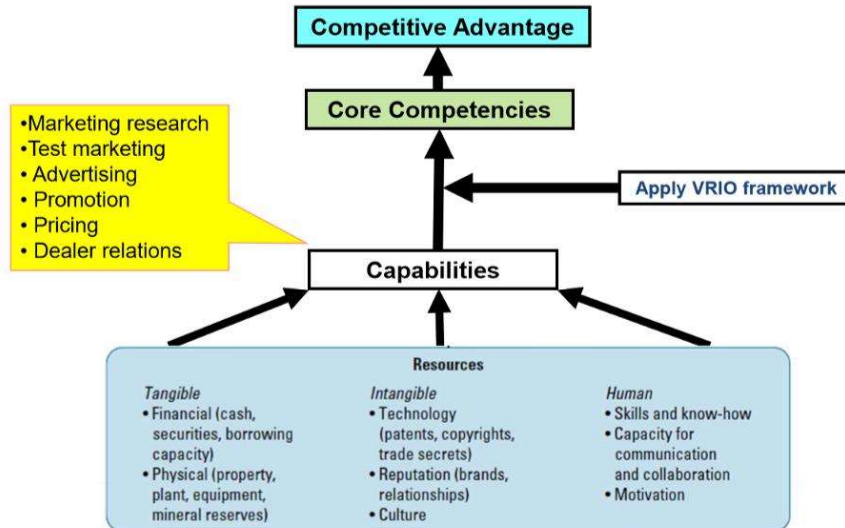 Competitive Advantage
Core Competencies
•Marketing research
•Test marketing
• Advertising
• Promotion
• Pricing
• Dealer relations
Apply VRIO framework
Capabilities
Resources
Tangible
• Financial (cash,
securities, borrowing
capacity)
• Physical (property,
plant, equipment,
mineral reserves)
Intangible
• Technology
(patents, copyrights,
trade secrets)
• Reputation (brands,
relationships)
• Culture
Human
• Skills and know-how
• Capacity for
communication
and collaboration
• Motivation